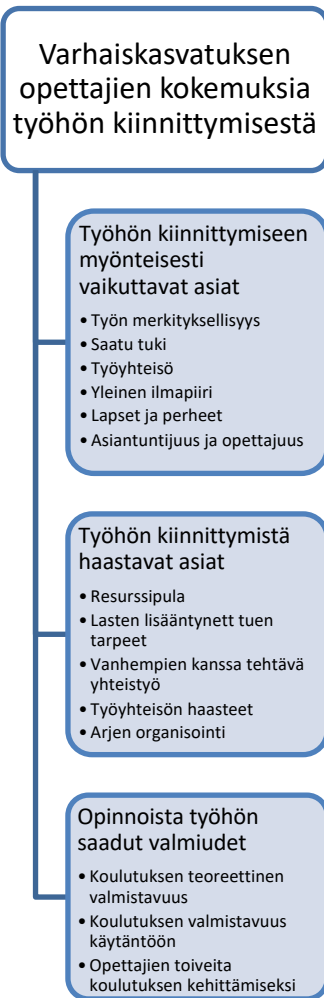 Varhaiskasvatuksen
opettajien kokemuksia
työhön kiinnittymisestä
Työhön kiinnittymiseen
myönteisesti
vaikuttavat asiat
• Työn merkityksellisyys
• Saatu tuki
• Työyhteisö
• Yleinen ilmapiiri
• Lapset ja perheet
• Asiantuntijuus ja opettajuus
Työhön kiinnittymistä
haastavat asiat
• Resurssipula
• Lasten lisääntynett tuen
tarpeet
• Vanhempien kanssa tehtävä
yhteistyö
• Työyhteisön haasteet
• Arjen organisointi
Opinnoista työhön
saadut valmiudet
• Koulutuksen teoreettinen
valmistavuus
• Koulutuksen valmistavuus
käytäntöön
• Opettajien toiveita
koulutuksen kehittämiseksi